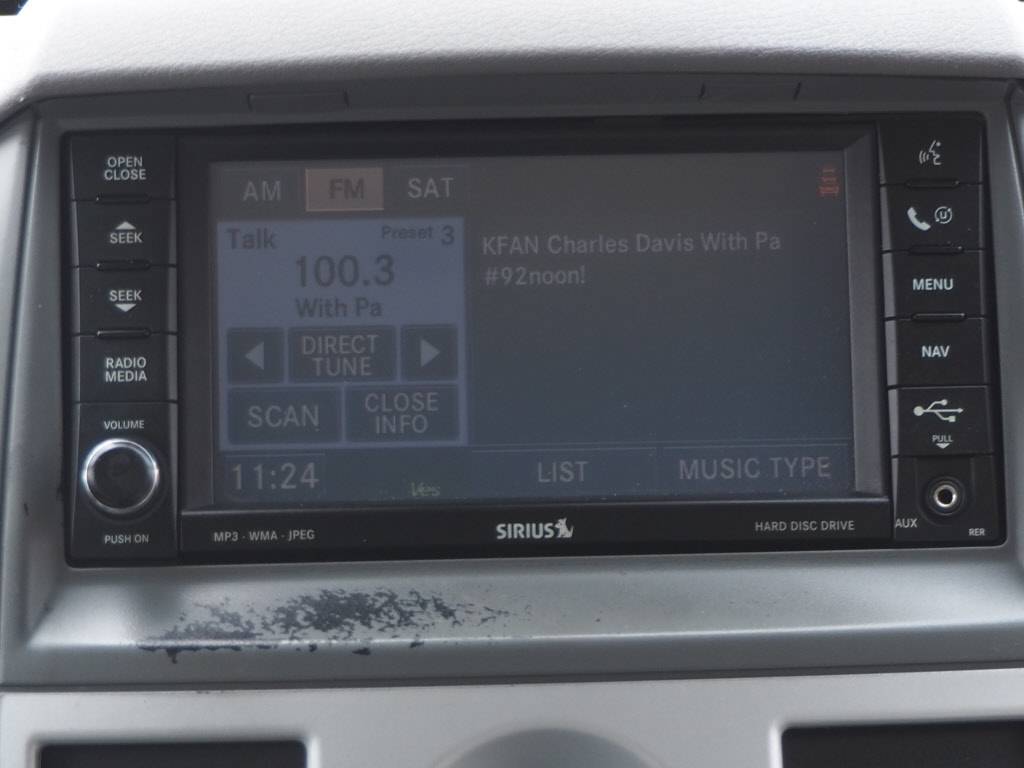 OPEN
CLOSE
SEEK
SEEK
RADIO
MEDIA
VOLUME
PUSH ON
AM FM SAT
Talk Preset 3
100.3
With Pa
DIRECT
TUNE
SCAN
CLOSE
INFO
11:24
KFAN Charles Davis With Pa
#92noon!
LIST
MUSIC TYPE
MP3 - WMA - JPEG
SIRIUS
HARD DISC DRIVE
MENU
NAV
PULL
AUX
RER